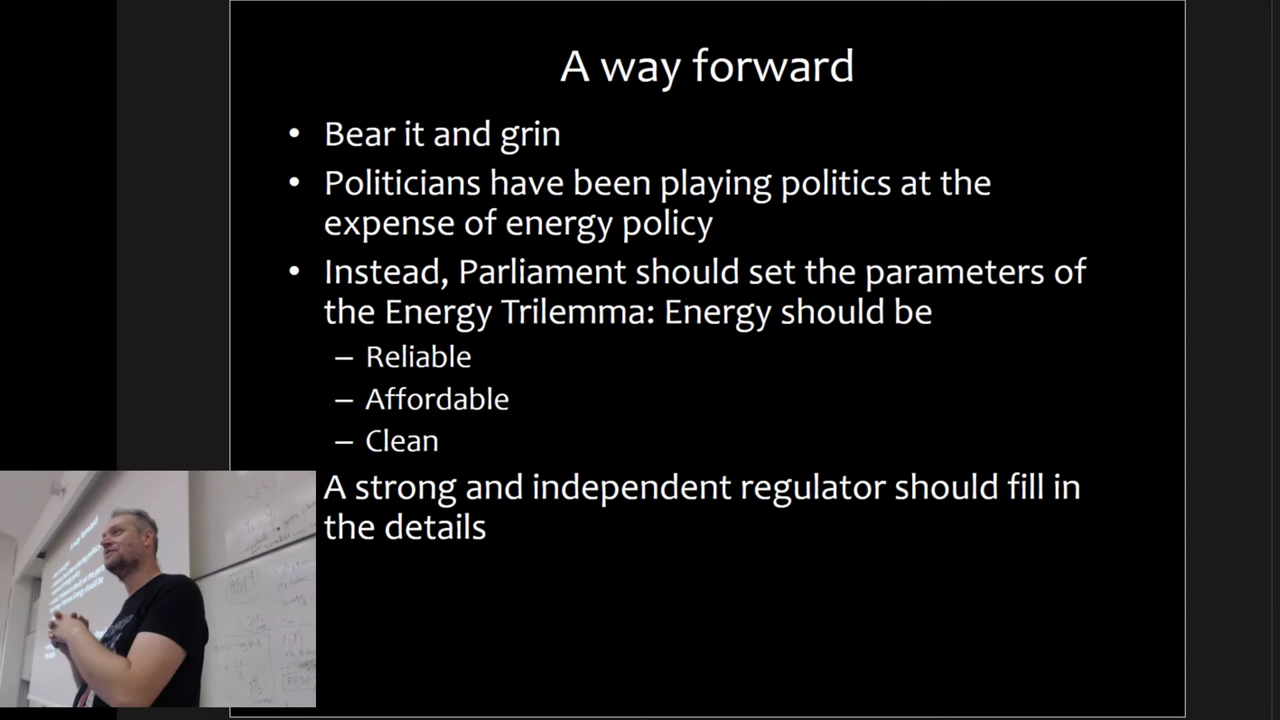 A way forward
• Bear it and grin
• Politicians have been playing politics at the
expense of energy policy
• Instead, Parliament should set the parameters of
the Energy Trilemma: Energy should be
– Reliable
– Affordable
– Clean
A strong and independent regulator should fill in
the details